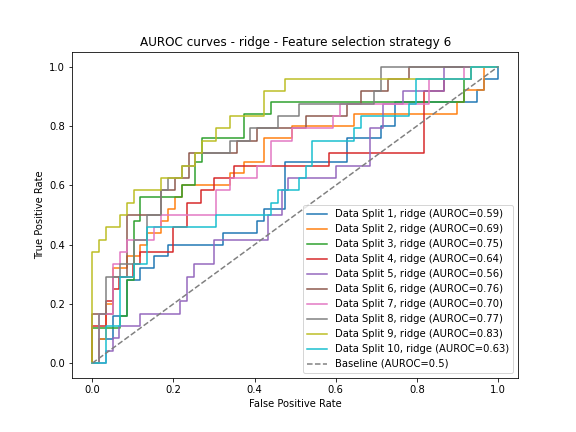 AUROC curves - ridge - Feature selection strategy 6
True Positive Rate
1.0
0.8
0.6
0.4
0.2
0.0
Data Split 1, ridge (AUROC=0.59)
Data Split 2, ridge (AUROC=0.69)
Data Split 3, ridge (AUROC=0.75)
Data Split 4, ridge (AUROC=0.64)
Data Split 5, ridge (AUROC=0.56)
Data Split 6, ridge (AUROC=0.76)
Data Split 7, ridge (AUROC=0.70)
Data Split 8, ridge (AUROC=0.77)
Data Split 9, ridge (AUROC=0.83)
Data Split 10, ridge (AUROC=0.63)
Baseline (AUROC=0.5)
0.0 0.2 0.4 0.6 0.8 1.0
False Positive Rate